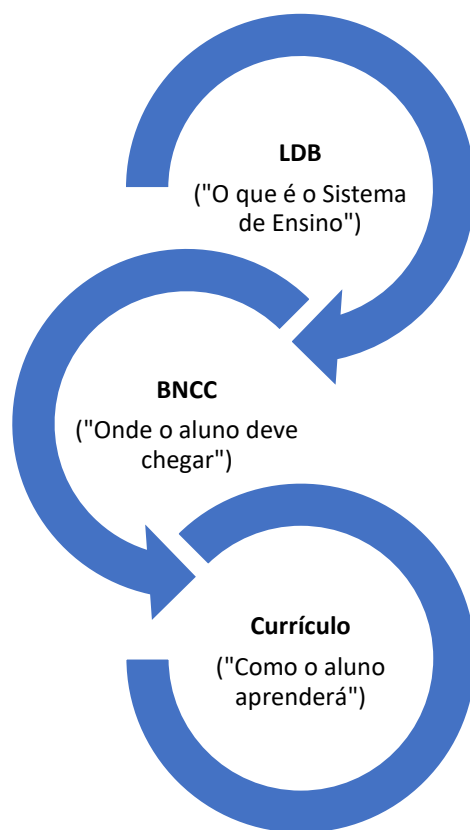 LDB
("O que é o Sistema
de Ensino")
BNCC
("Onde o aluno deve
chegar")
Currículo
("Como o aluno
aprenderá")